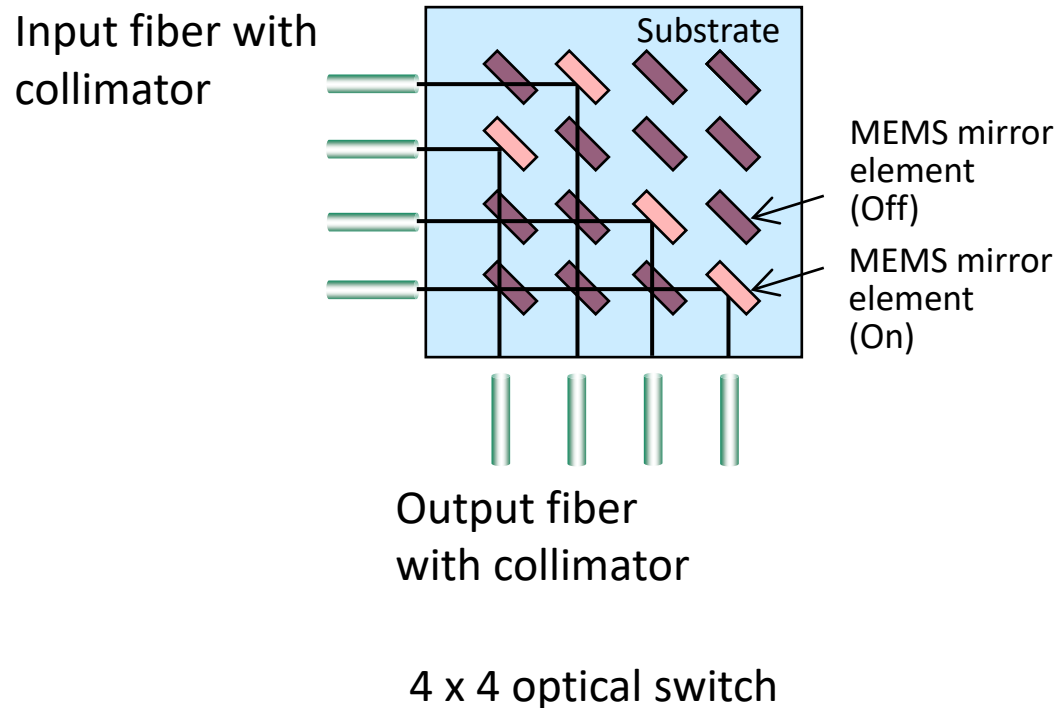 Input fiber with
collimator
Substrate
MEMS mirror
element
(Off)
MEMS mirror
element
(On)
Output fiber
with collimator
4 x 4 optical switch